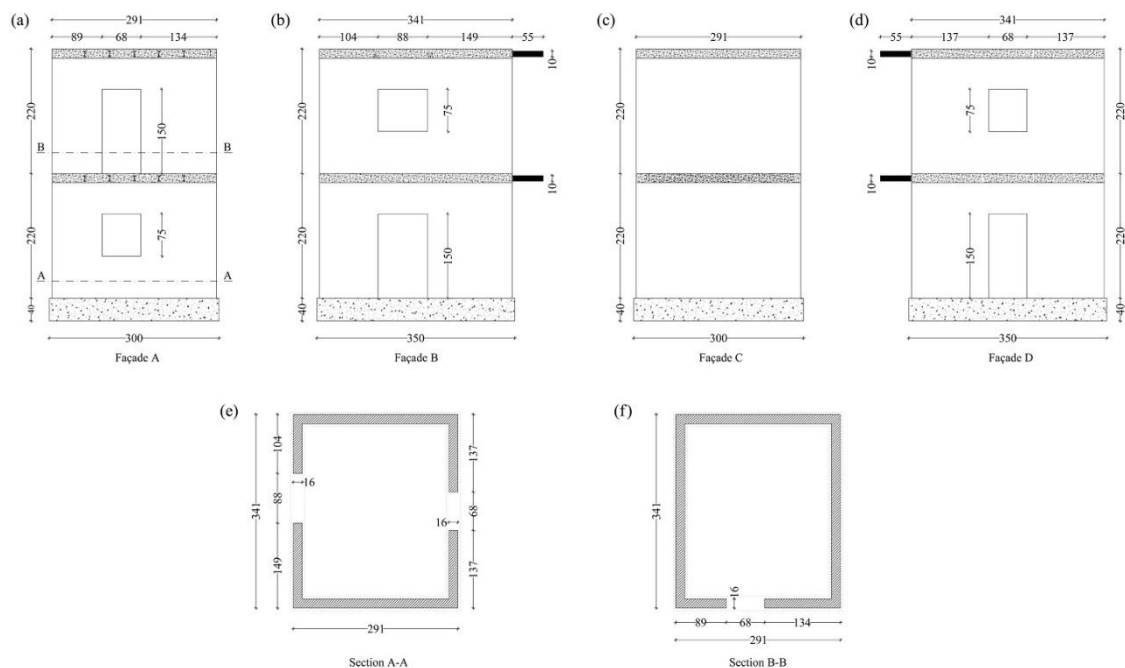 (a)
291
89 68 134
220
150
B B
220
75
A A
40
300
Façade A
(b)
341
104 88 149 55
10
220
75
10
220
150
40
350
Façade B
(c)
291
220
220
40
300
Façade C
(d)
341
55 137 68 137
10
75
220
10
150
220
40
350
Façade D
(e)
104
137
16
341
88
68
16
149
137
291
Section A-A
(f)
341
16
89 68 134
291
Section B-B